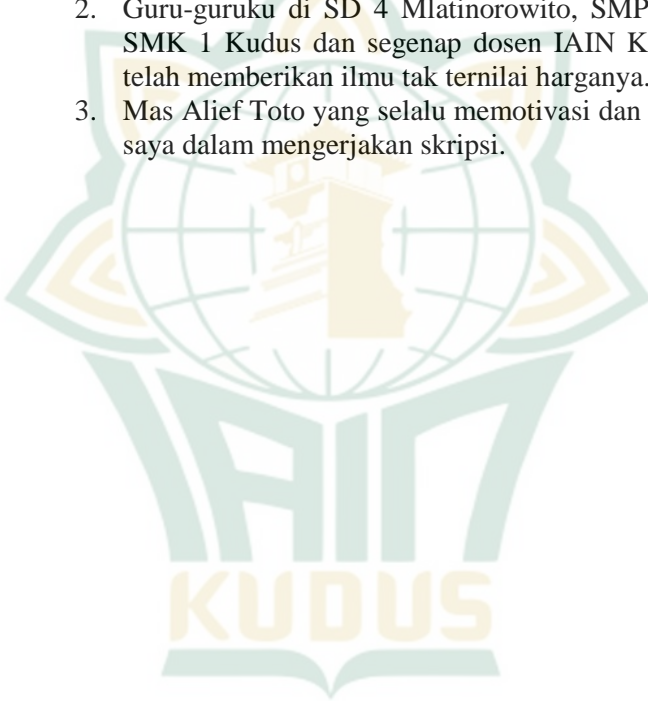 2. Guru-guruku di SD 4 Mlatinorowito, SMP
SMK 1 Kudus dan segenap dosen IAIN K
telah memberikan ilmu tak ternilai harganya.
3. Mas Alief Toto yang selalu memotivasi dan
saya dalam mengerjakan skripsi.
IAIN
KUDUS